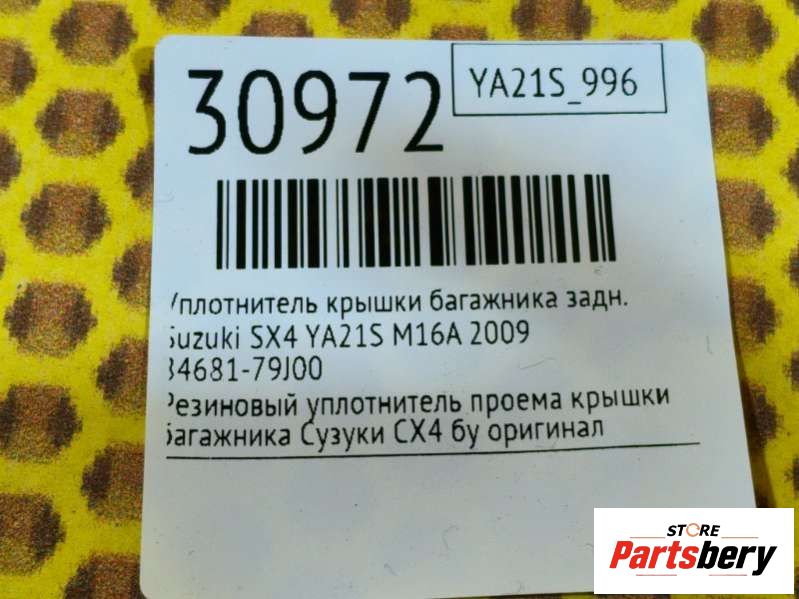 30972
YA21S_996
Уплотнитель крышки багажника задн.
Suzuki SX4 YA21S M16A 2009
84681-79J00
Резиновый уплотнитель проема крышки
багажника Сузуки СХ4 бу оригинал
STORE
Partsbery